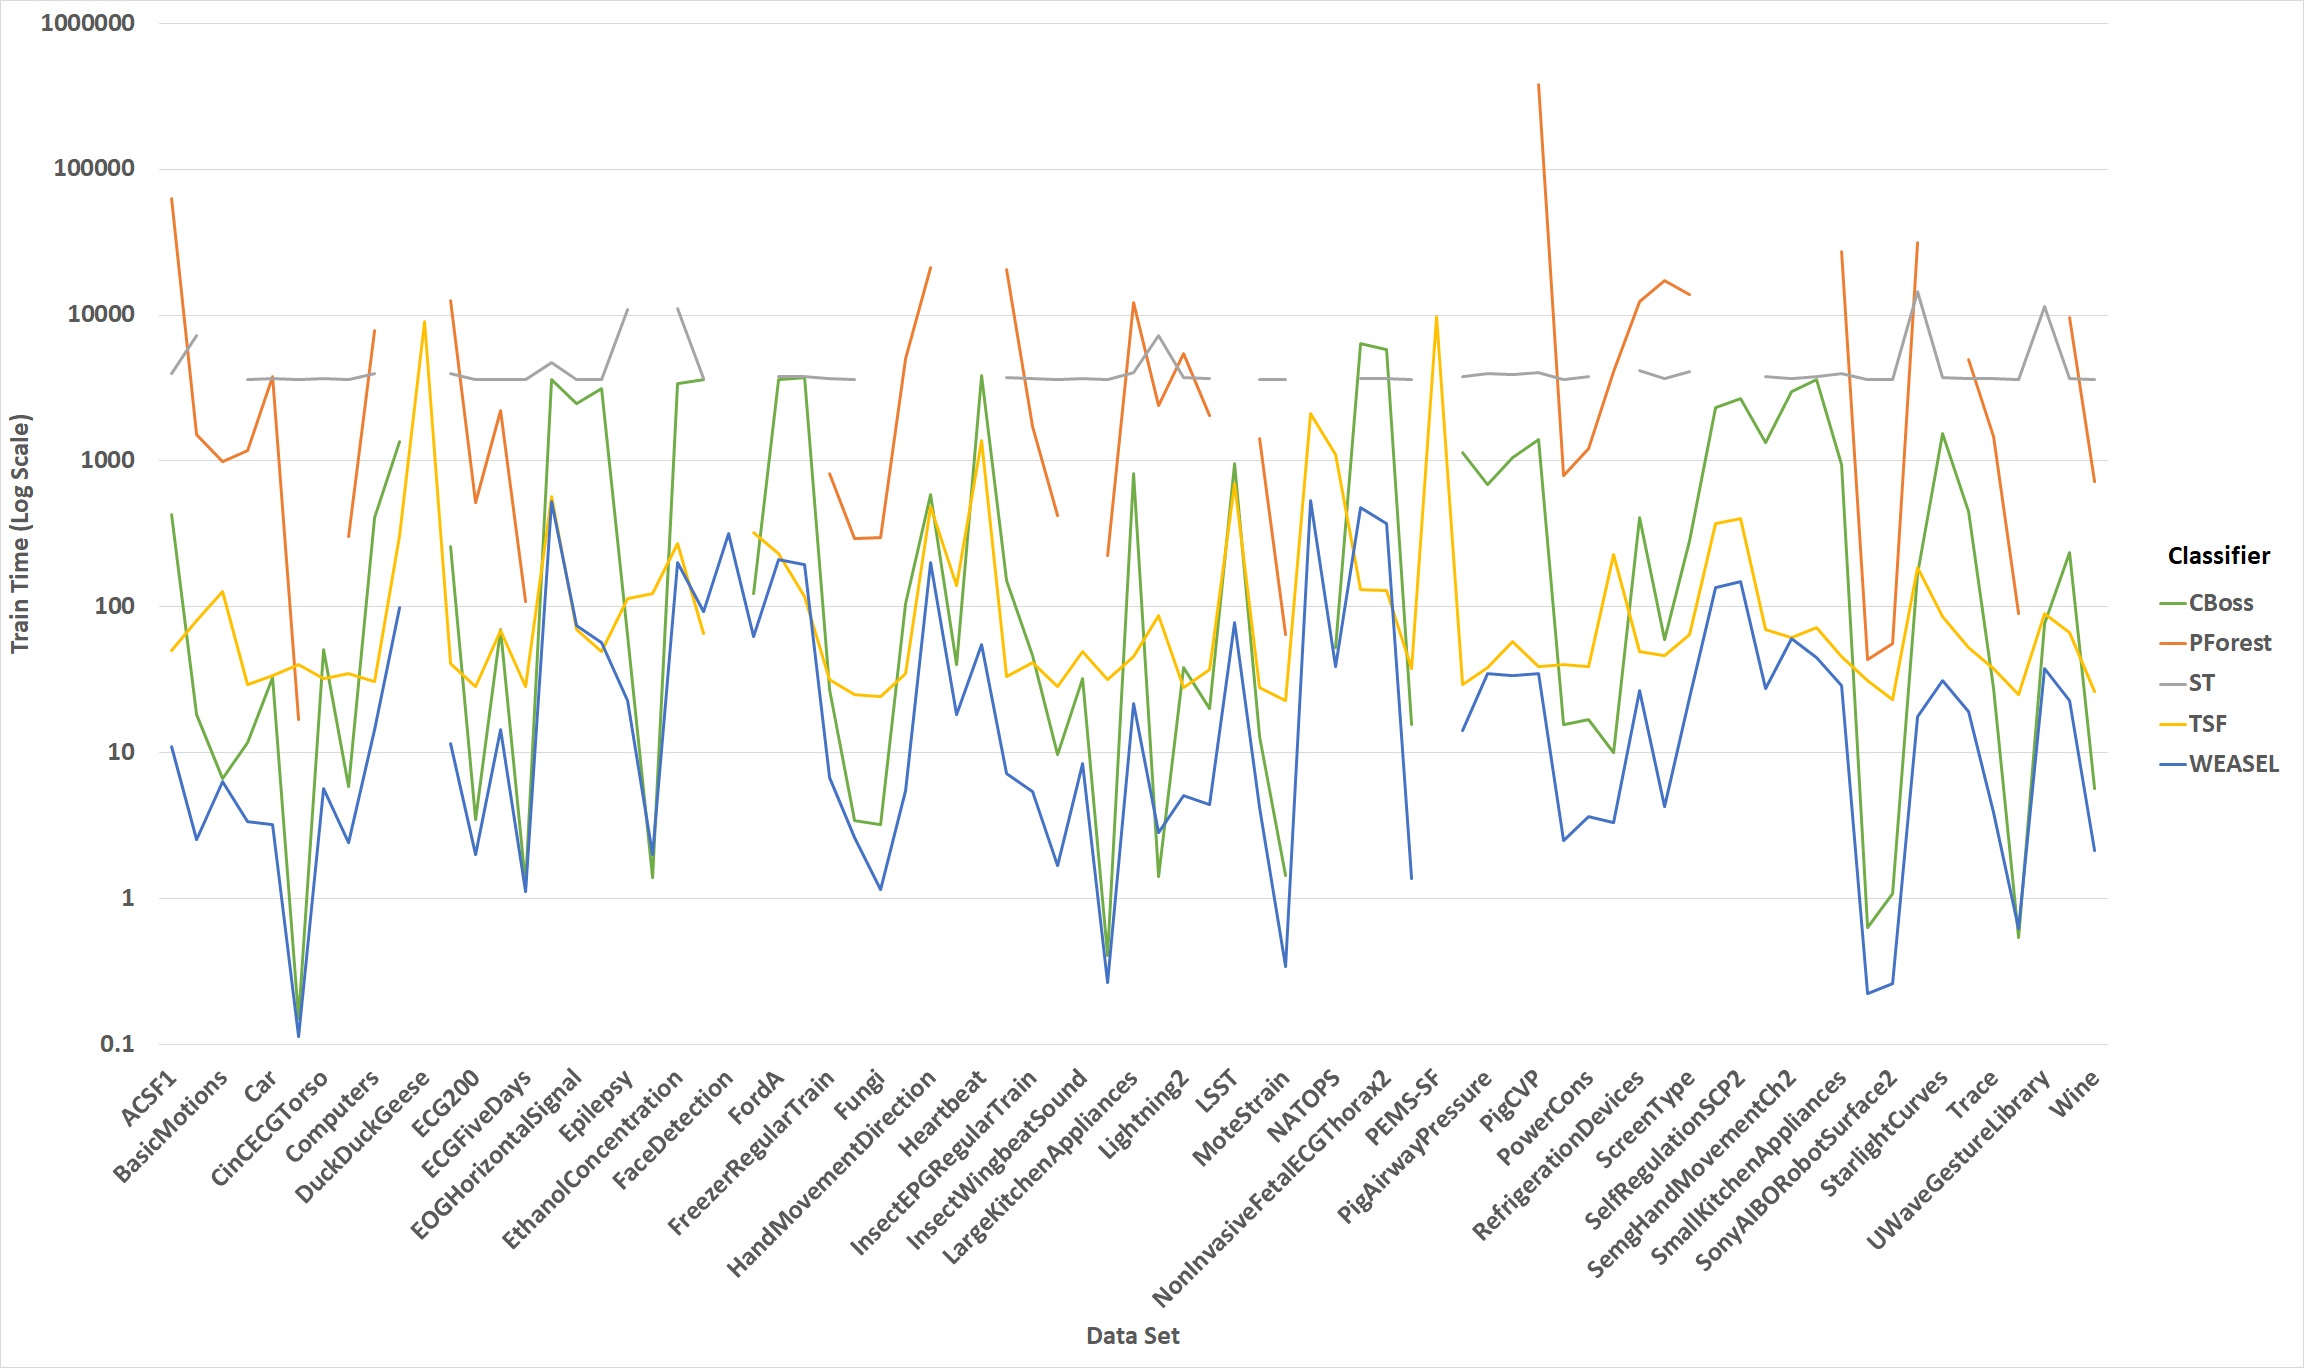 1000000
100000
10000
1000
100
10
1
0.1
Train Time (Log Scale)
ACSF1
BasicMotions
Car
CinCECGTorso
Computers
DuckDuckGeese
ECG200
ECGFiveDays
EOGHorizontalSignal
Epilepsy
EthanolConcentration
FaceDetection
FordA
FreezerRegularTrain
Fungi
HandMovementDirection
Heartbeat
InsectEPGRegularTrain
InsectWingbeatSound
LargeKitchenAppliances
Lightning2
LSST
MoteStrain
NATOPS
NonInvasiveFetalECGThorax2
PEMS-SF
PigAirwayPressure
PigCVP
PowerCons
RefrigerationDevices
ScreenType
SelfRegulationSCP2
SemgHandMovementCh2
SmallKitchenAppliances
SonyAIBORobotSurface2
StarlightCurves
Trace
UWaveGestureLibrary
Wine
Data Set
Classifier
CBoss
PForest
ST
TSF
WEASEL